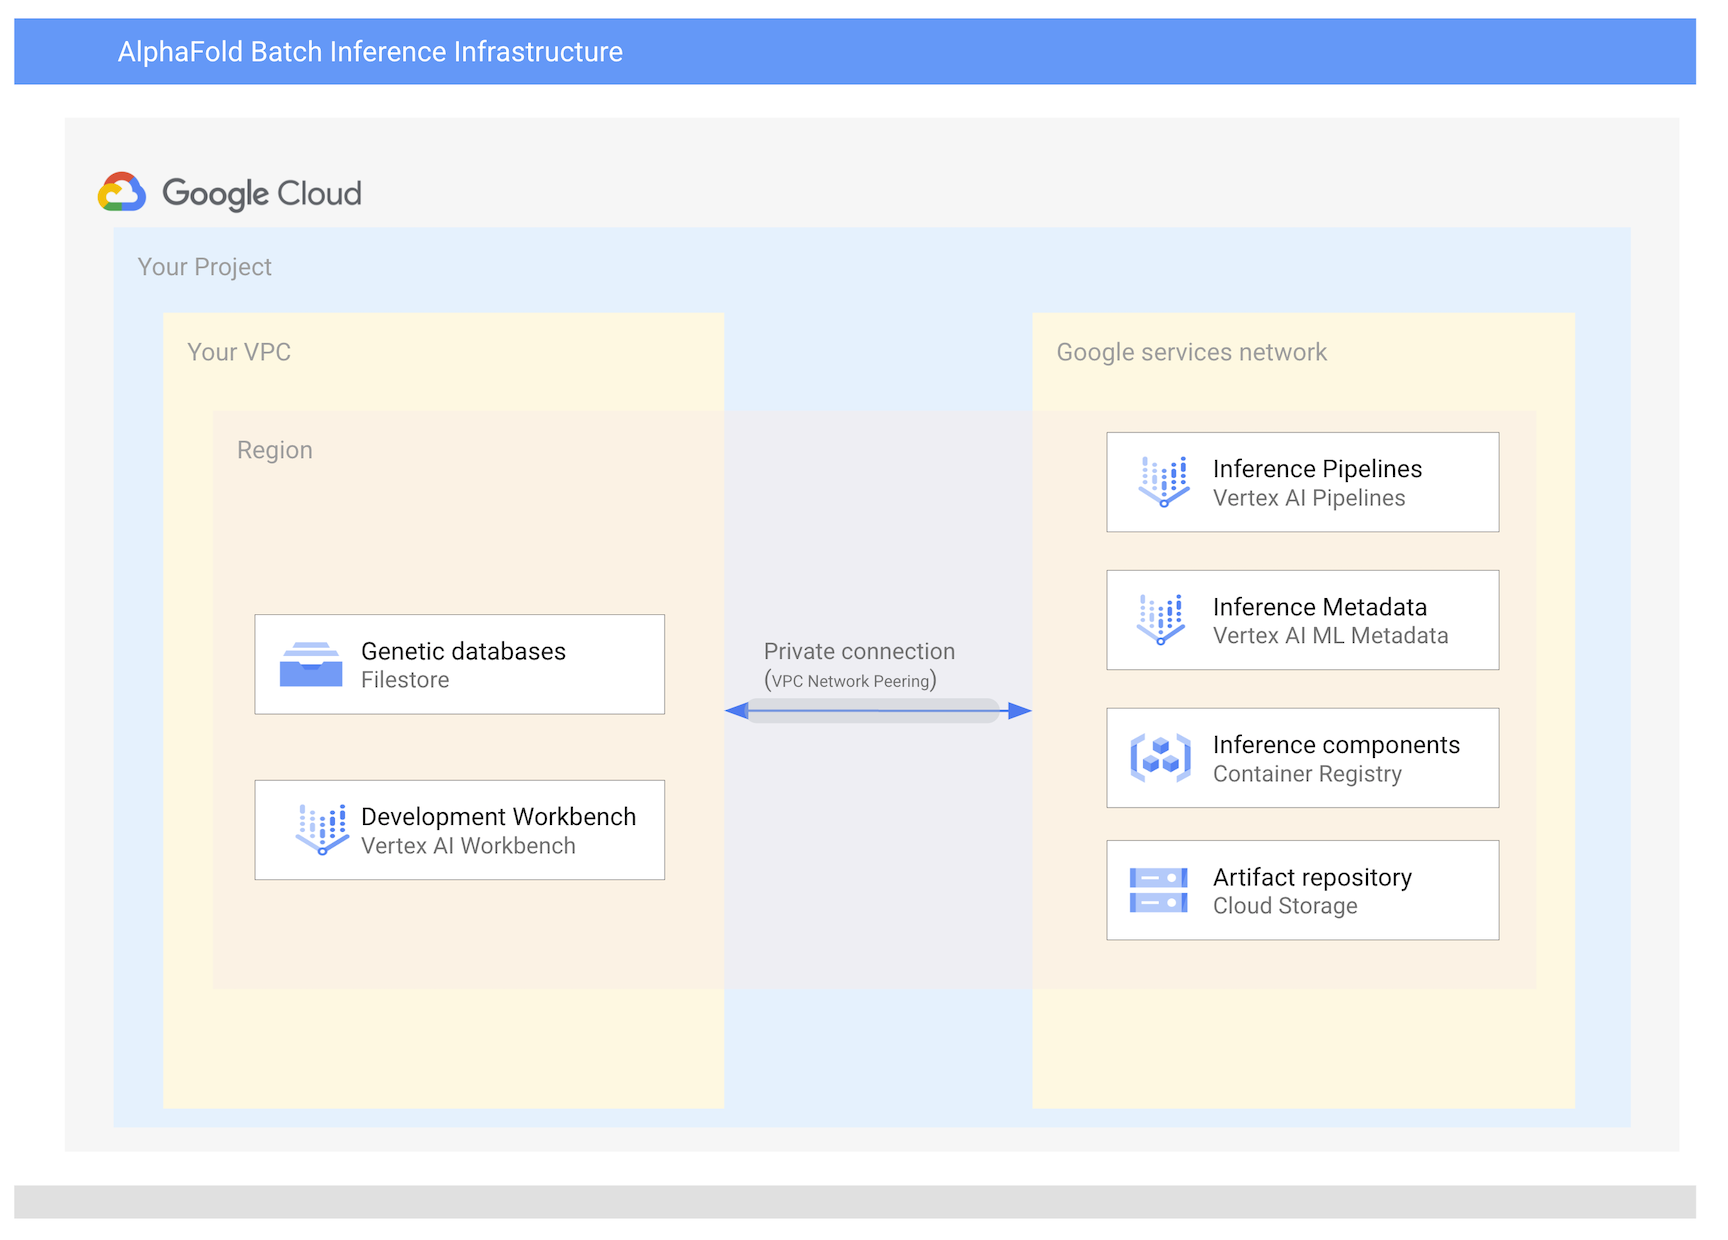 AlphaFold Batch Inference Infrastructure
Google Cloud
Your Project
Your VPC
Google services network
Region
Inference Pipelines
Vertex AI Pipelines
Inference Metadata
Vertex AI ML Metadata
Genetic databases
Filestore
Private connection
(VPC Network Peering)
Inference components
Container Registry
Development Workbench
Vertex AI Workbench
Artifact repository
Cloud Storage